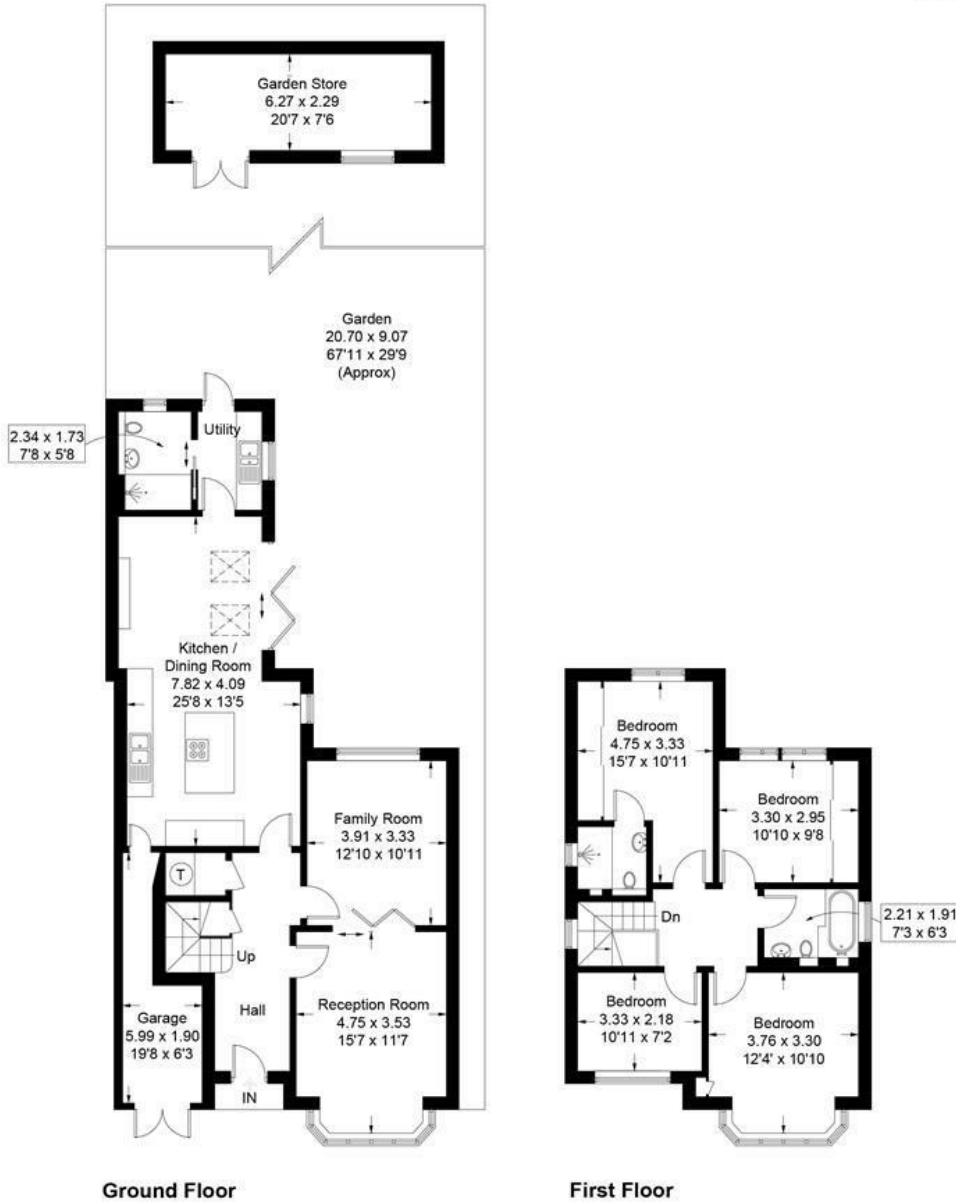 Garden Store
6.27 x 2.29
20'7 x 7'6
Garden
20.70 x 9.07
67'11 x 29'9
(Approx)
2.34 x 1.73
7'8 x 5'8
Utility
Kitchen /
Dining Room
7.82 x 4.09
25'8 x 13'5
Family Room
3.91 x 3.33
12'10 x 10'11
T
Up
Hall
Reception Room
4.75 x 3.53
15'7 x 11'7
Garage
5.99 x 1.90
19'8 x 6'3
IN
Ground Floor
Bedroom
4.75 x 3.33
15'7 x 10'11
Bedroom
3.30 x 2.95
10'10 x 9'8
Dn
2.21 x 1.91
7'3 x 6'3
Bedroom
3.33 x 2.18
10'11 x 7'2
Bedroom
3.76 x 3.30
12'4' x 10'10
First Floor